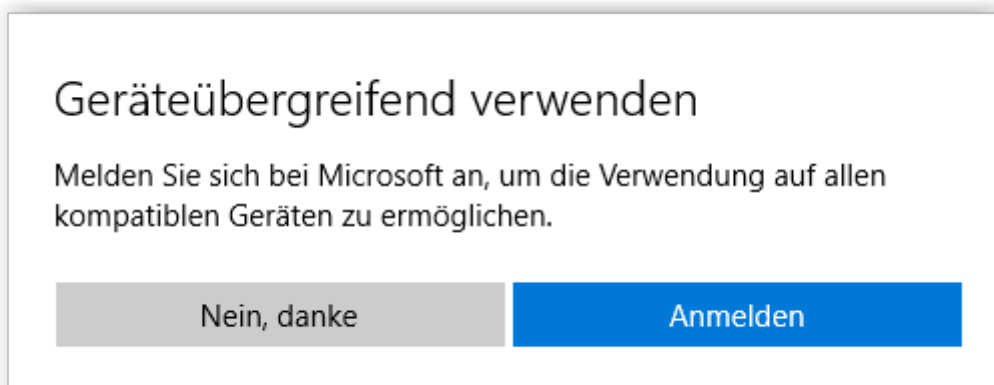 Geräteübergreifend verwenden
Melden Sie sich bei Microsoft an, um die Verwendung auf allen
kompatiblen Geräten zu ermöglichen.
Nein, danke
Anmelden